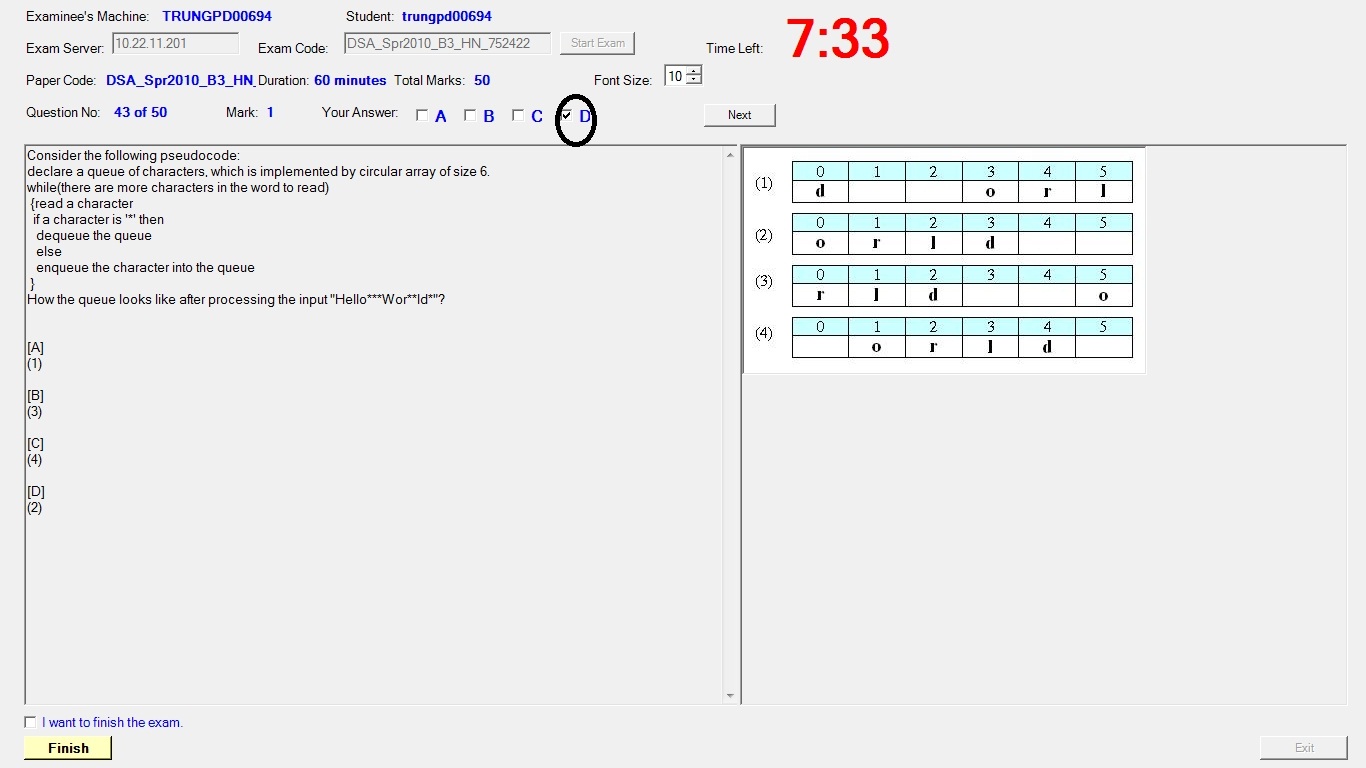 Examinee's Machine: TRUNGPD00694 Student: trungpd00694
Exam Server: 10.22.11.201 Exam Code: DSA_Spr2010_B3_HN_752422 Start Exam Time Left: 7:33
Paper Code: DSA_Spr2010_B3_HN_ Duration: 60 minutes Total Marks: 50 Font Size: 10
Question No: 43 of 50 Mark: 1 Your Answer: A B C D Next
Consider the following pseudocode:
declare a queue of characters, which is implemented by circular array of size 6.
while(there are more characters in the word to read)
{read a character
if a character is '*' then
dequeue the queue
else
enqueue the character into the queue
}
How the queue looks like after processing the input "Hello***Wor**ld*"?
[A]
(1)
[B]
(3)
[C]
(4)
[D]
(2)
0 1 2 3 4 5
(1) d o r l
0 1 2 3 4 5
(2) o r l d
0 1 2 3 4 5
(3) r l d o
0 1 2 3 4 5
(4) o r l d
I want to finish the exam.
Finish Exit